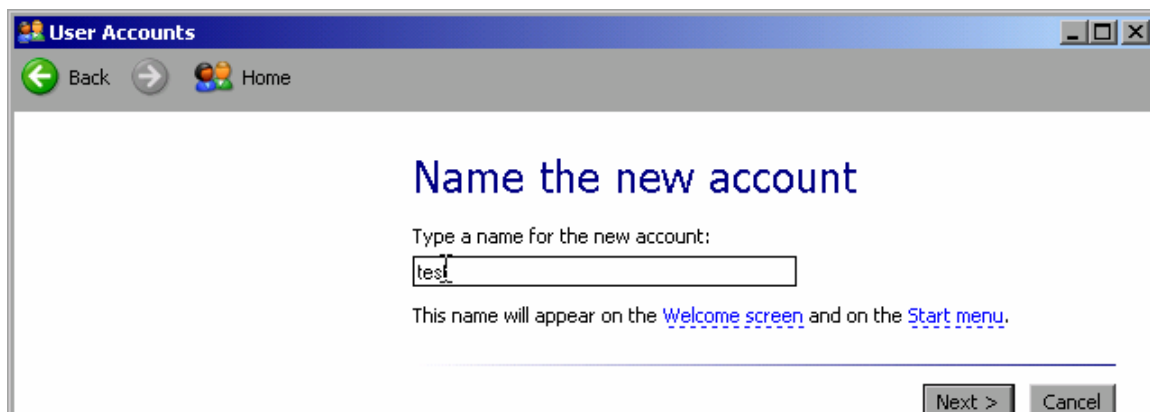 User Accounts
Back Home
Name the new account
Type a name for the new account:
test
This name will appear on the Welcome screen and on the Start menu.
Next > Cancel